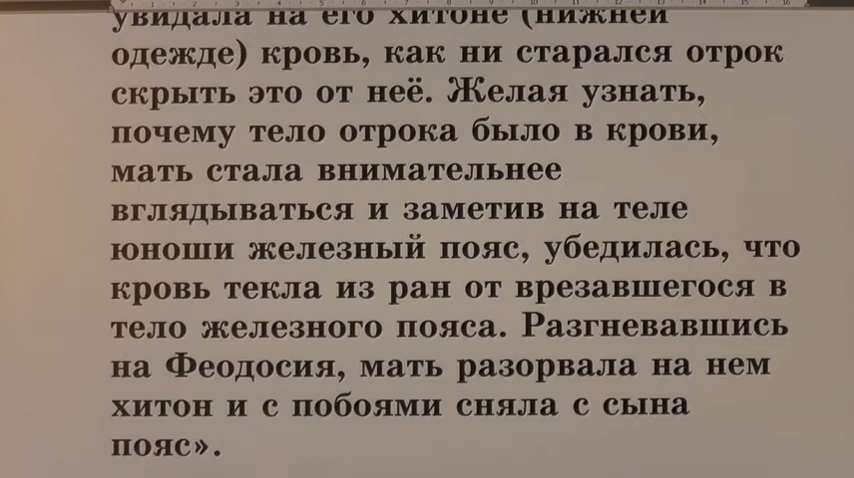 увидала на его хитоне (нижней
одежде) кровь, как ни старался отрок
скрыть это от неё. Желая узнать,
почему тело отрока было в крови,
мать стала внимательнее
вглядываться и заметив на теле
юноши железный пояс, убедилась, что
кровь текла из ран от врезавшегося в
тело железного пояса. Разгневавшись
на Феодосия, мать разорвала на нем
хитон и с побоями сняла с сына
пояс».